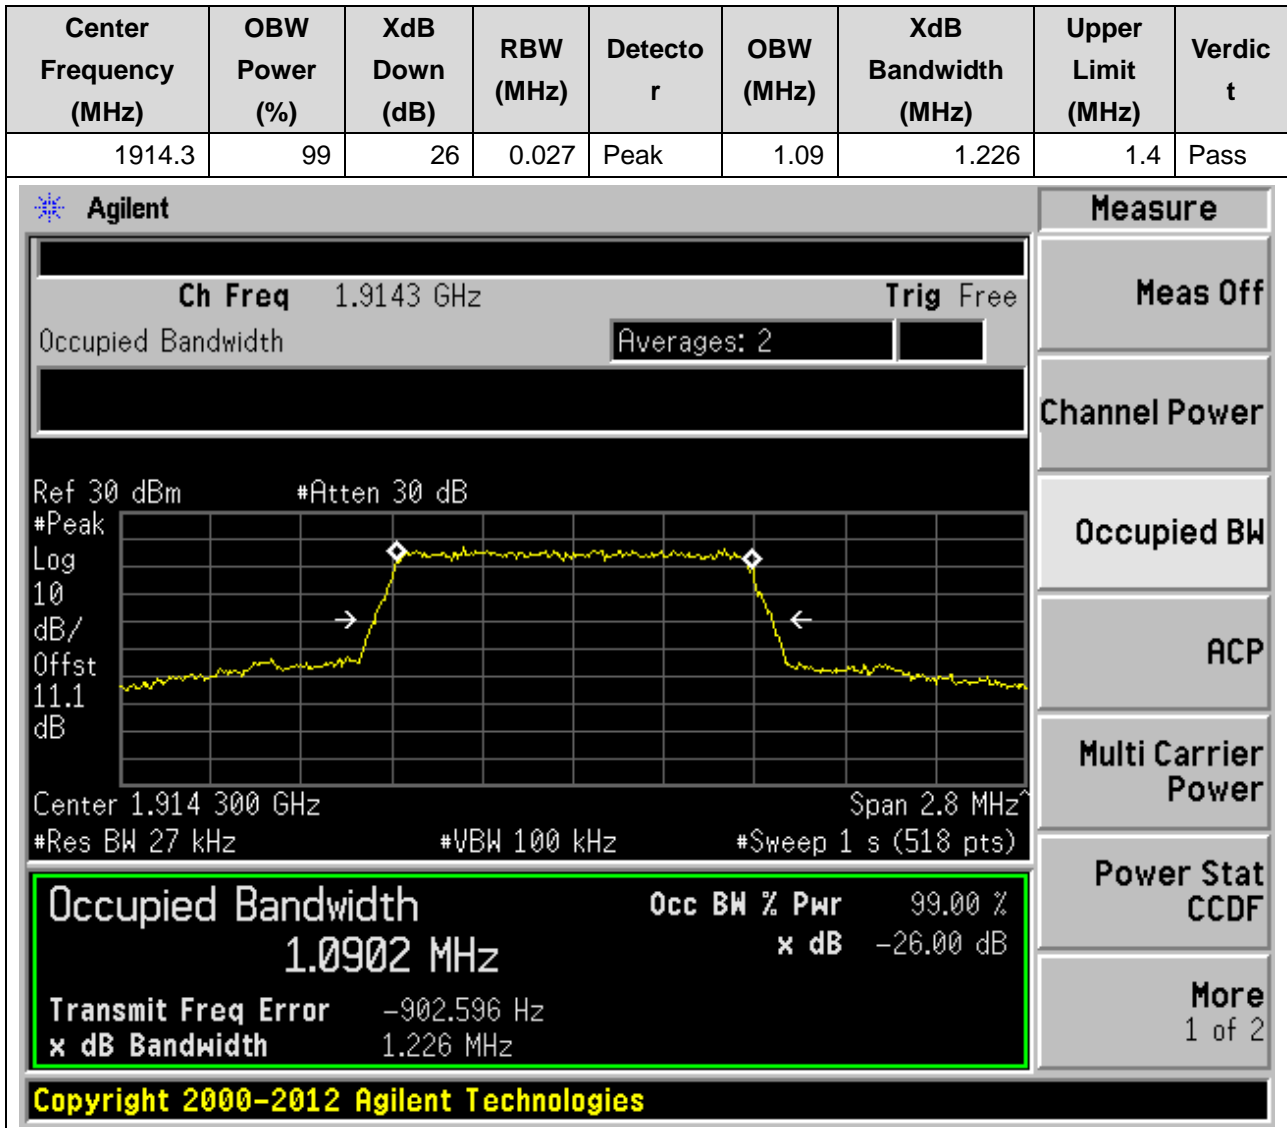 Center Frequency (MHz) OBW Power (%) XdB Down (dB) RBW (MHz) Detecto r OBW (MHz) XdB Bandwidth (MHz) Upper Limit (MHz) Verdic t
1914.3 99 26 0.027 Peak 1.09 1.226 1.4 Pass
Agilent
Measure
Ch Freq 1.9143 GHz Trig Free
Meas Off
Occupied Bandwidth Averages: 2
Channel Power
Ref 30 dBm #Atten 30 dB
#Peak
Log
10
dB/
Offst
11.1
dB
Occupied BW
ACP
Multi Carrier
Power
Center 1.914 300 GHz Span 2.8 MHz^
#Res BW 27 kHz #VBW 100 kHz #Sweep 1 s (518 pts)
Power Stat
CCDF
Occupied Bandwidth Occ BW % Pwr 99.00 %
1.0902 MHz x dB -26.00 dB
Transmit Freq Error -902.596 Hz
x dB Bandwidth 1.226 MHz
More
1 of 2
Copyright 2000-2012 Agilent Technologies